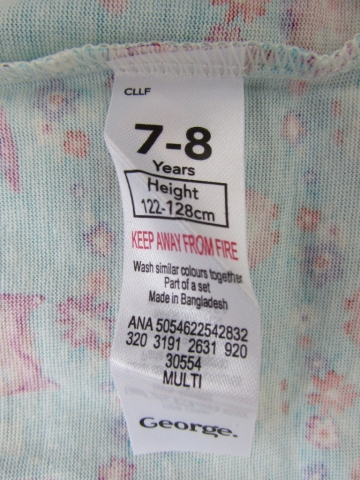 CLLF
7-8
Years
Height
122-128cm
KEEP AWAY FROM FIRE
Wash similar colours together
Part of a set
Made in Bangladesh
ANA 5054622542832
320 3191 2631 920
30554
MULTI
George.